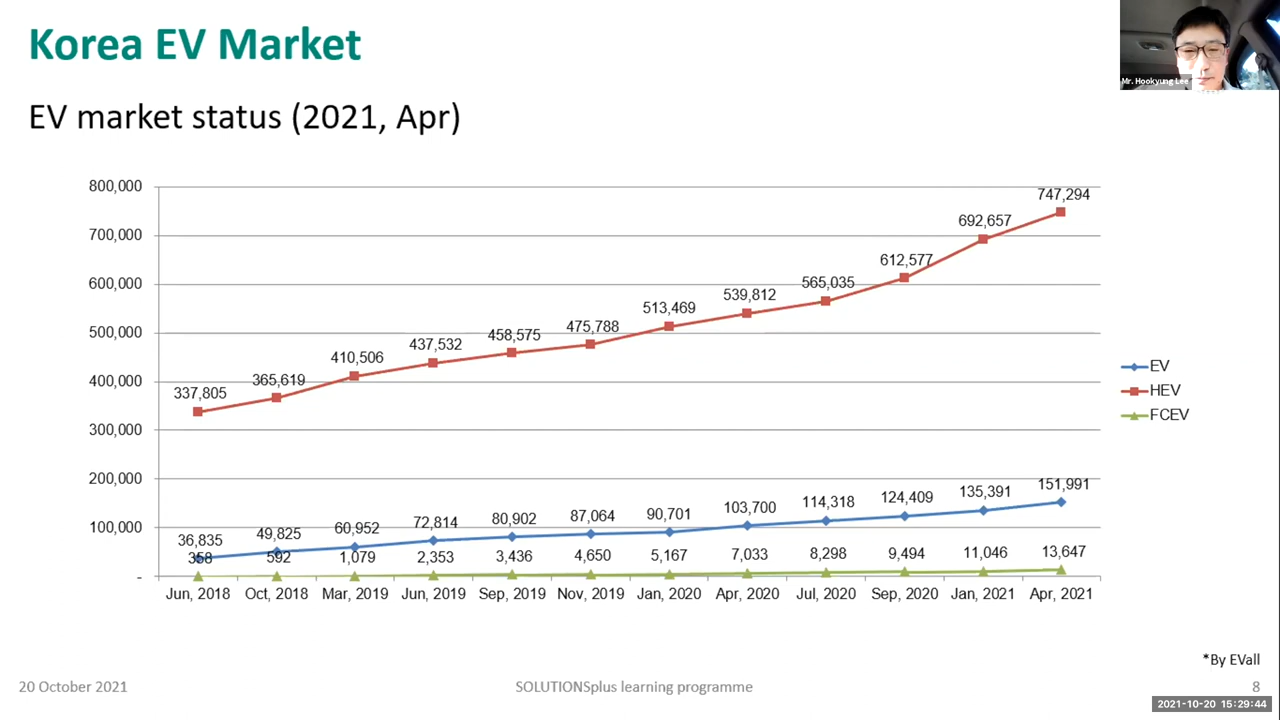 Korea EV Market
Mr. Hookyung Lee
EV market status (2021, Apr)
800,000
700,000
600,000
500,000
400,000
300,000
200,000
100,000
-
337,805
365,619
410,506
437,532
458,575
475,788
513,469
539,812
565,035
612,577
692,657
747,294
36,835
49,825
60,952
72,814
80,902
87,064
90,701
103,700
114,318
124,409
135,391
151,991
358
592
1,079
2,353
3,436
4,650
5,167
7,033
8,298
9,494
11,046
13,647
Jun, 2018
Oct, 2018
Mar, 2019
Jun, 2019
Sep, 2019
Nov, 2019
Jan, 2020
Apr, 2020
Jul, 2020
Sep, 2020
Jan, 2021
Apr, 2021
EV
HEV
FCEV
*By EVall
20 October 2021
SOLUTIONSplus learning programme
8
2021-10-20 15:29:44